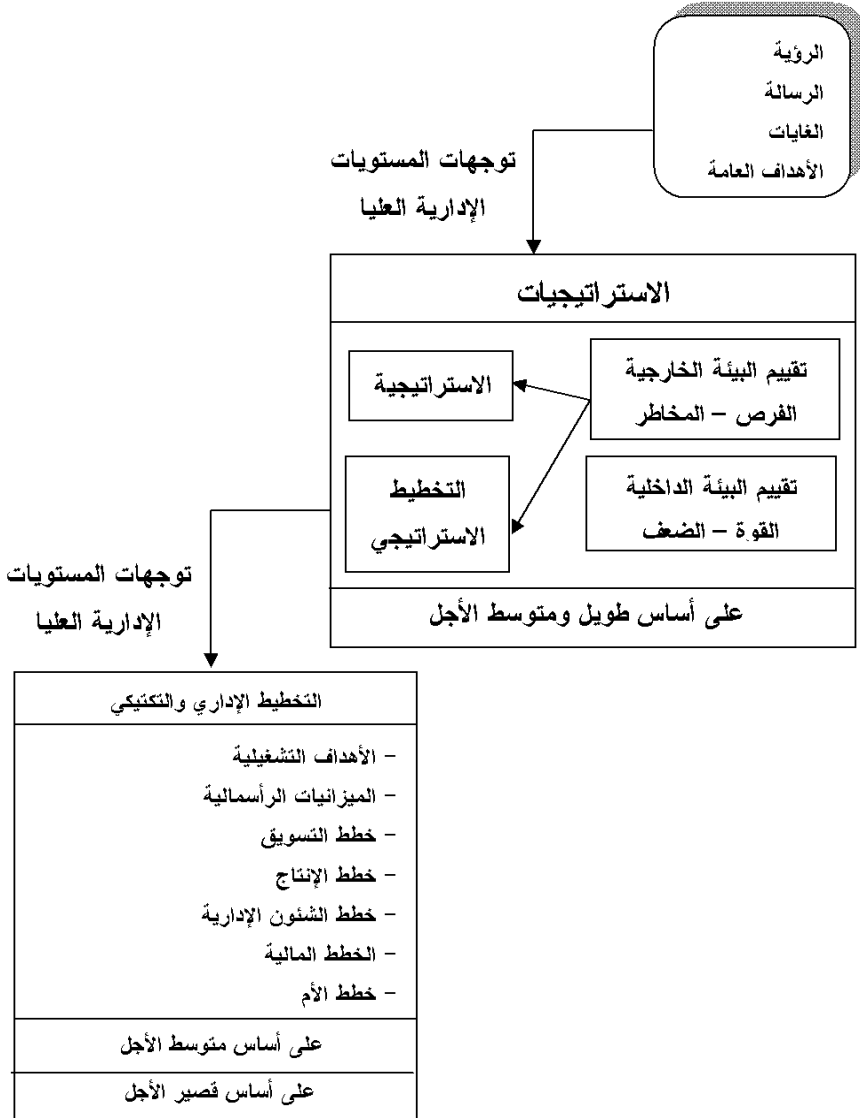 الرؤية
الرسالة
الغايات
الأهداف العامة
توجهات المستويات
الإدارية العليا
الاستراتيجيات
تقييم البيئة الخارجية
الفرص – المخاطر
الاستراتيجية
تقييم البيئة الداخلية
القوة – الضعف
التخطيط
الاستراتيجي
على أساس طويل ومتوسط الأجل
توجهات المستويات
الإدارية العليا
التخطيط الإداري والتكتيكي
– الأهداف التشغيلية
– الميزانيات الرأسمالية
– خطط التسويق
– خطط الإنتاج
– خطط الشئون الإدارية
– الخطط المالية
– خطط الأم
على أساس متوسط الأجل
على أساس قصير الأجل